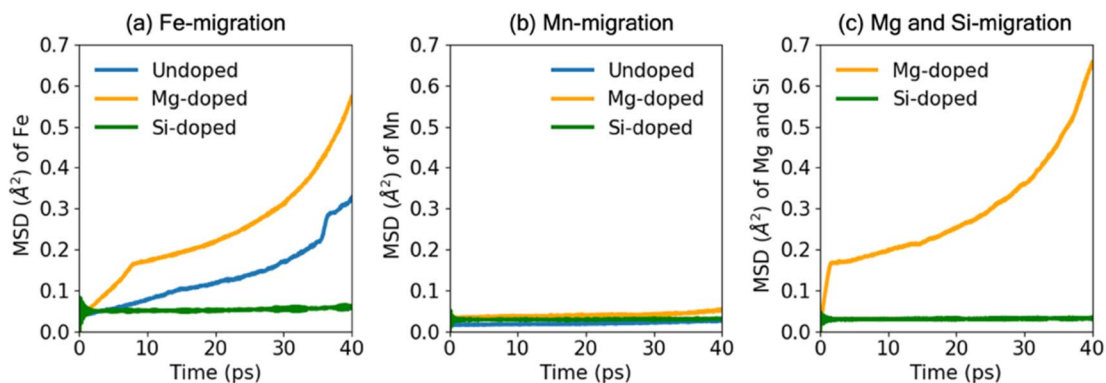 (a) Fe-migration
MSD (Å²) of Fe
0.7
0.6
0.5
0.4
0.3
0.2
0.1
0.0
Undoped
Mg-doped
Si-doped
0 10 20 30 40
Time (ps)
(b) Mn-migration
MSD (Å²) of Mn
0.7
0.6
0.5
0.4
0.3
0.2
0.1
0.0
Undoped
Mg-doped
Si-doped
0 10 20 30 40
Time (ps)
(c) Mg and Si-migration
MSD (Å²) of Mg and Si
0.7
0.6
0.5
0.4
0.3
0.2
0.1
0.0
Mg-doped
Si-doped
0 10 20 30 40
Time (ps)